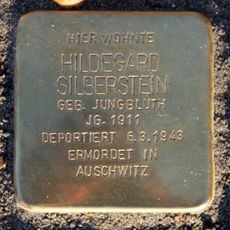 HIER WOHNTE
HILDEGARD
SILBERSTEIN
GEB. JUNGBLUTH
JG. 1911
DEPORTIERT 6.3.1943
ERMORDET IN
AUSCHWITZ